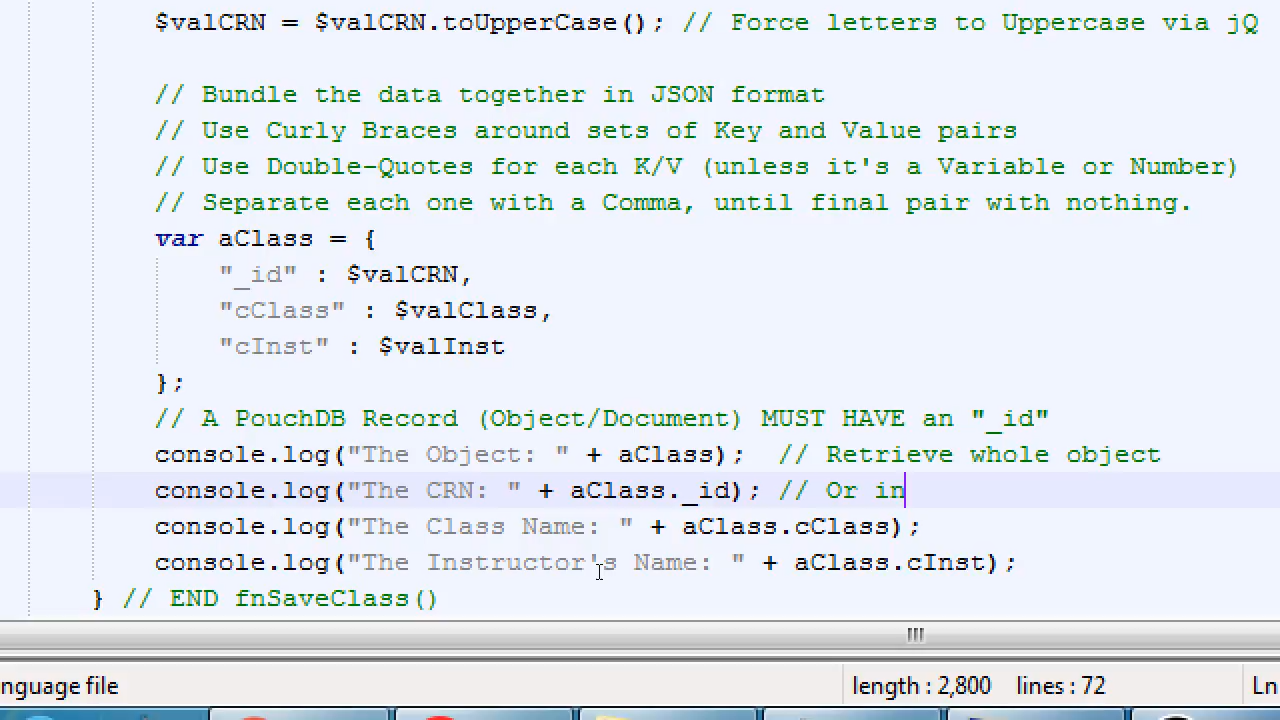 $valCRN = $valCRN.toUpperCase(); // Force letters to Uppercase via jQ
// Bundle the data together in JSON format
// Use Curly Braces around sets of Key and Value pairs
// Use Double-Quotes for each K/V (unless it's a Variable or Number)
// Separate each one with a Comma, until final pair with nothing.
var aClass = {
"_id" : $valCRN,
"cClass" : $valClass,
"cInst" : $valInst
};
// A PouchDB Record (Object/Document) MUST HAVE an "_id"
console.log("The Object: " + aClass);  // Retrieve whole object
console.log("The CRN: " + aClass._id); // Or in
console.log("The Class Name: " + aClass.cClass);
console.log("The Instructor's Name: " + aClass.cInst);
} // END fnSaveClass()
nguage file length : 2,800 lines : 72 Ln